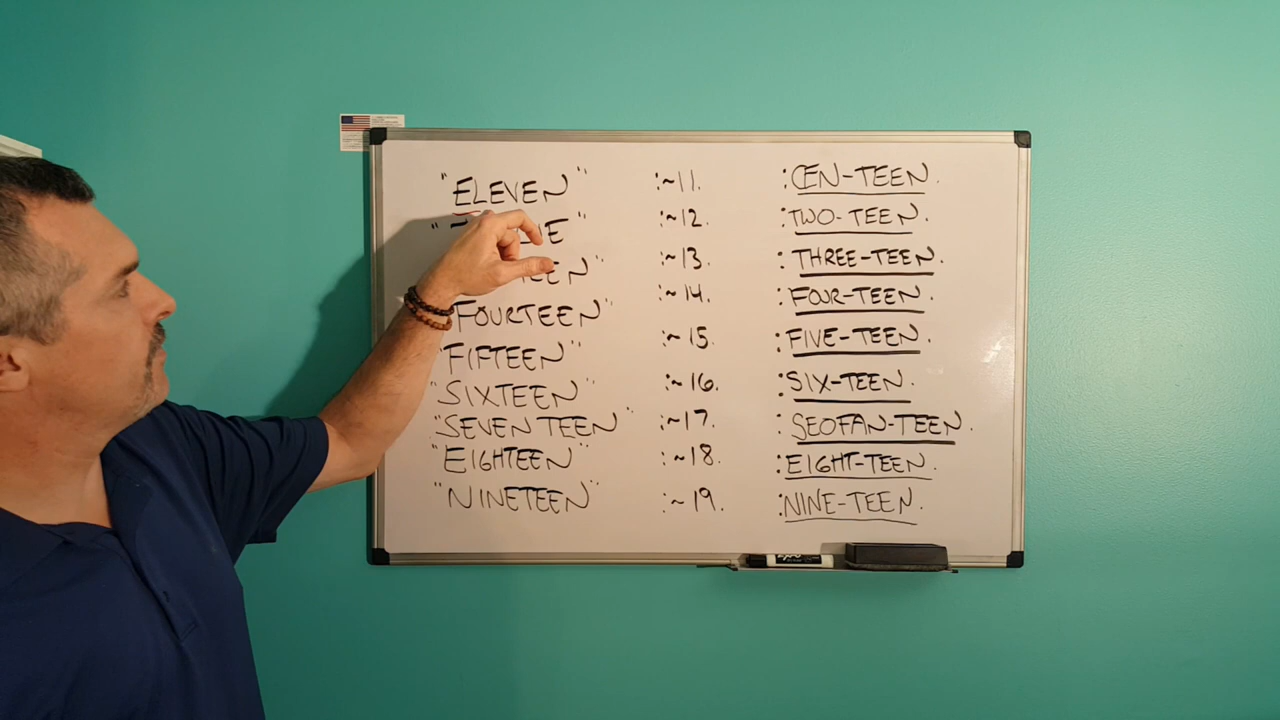 "ELEVEN" :~11. :CEN-TEEN.
" " :~12. :TWO-TEEN.
" :~13. :THREE-TEEN.
"FOURTEEN" :~14. :FOUR-TEEN.
"FIFTEEN" :~15. :FIVE-TEEN.
"SIXTEEN" :~16. :SIX-TEEN.
"SEVENTEEN" :~17. :SEOFAN-TEEN.
"EIGHTEEN" :~18. :EIGHT-TEEN.
"NINETEEN" :~19. :NINE-TEEN.